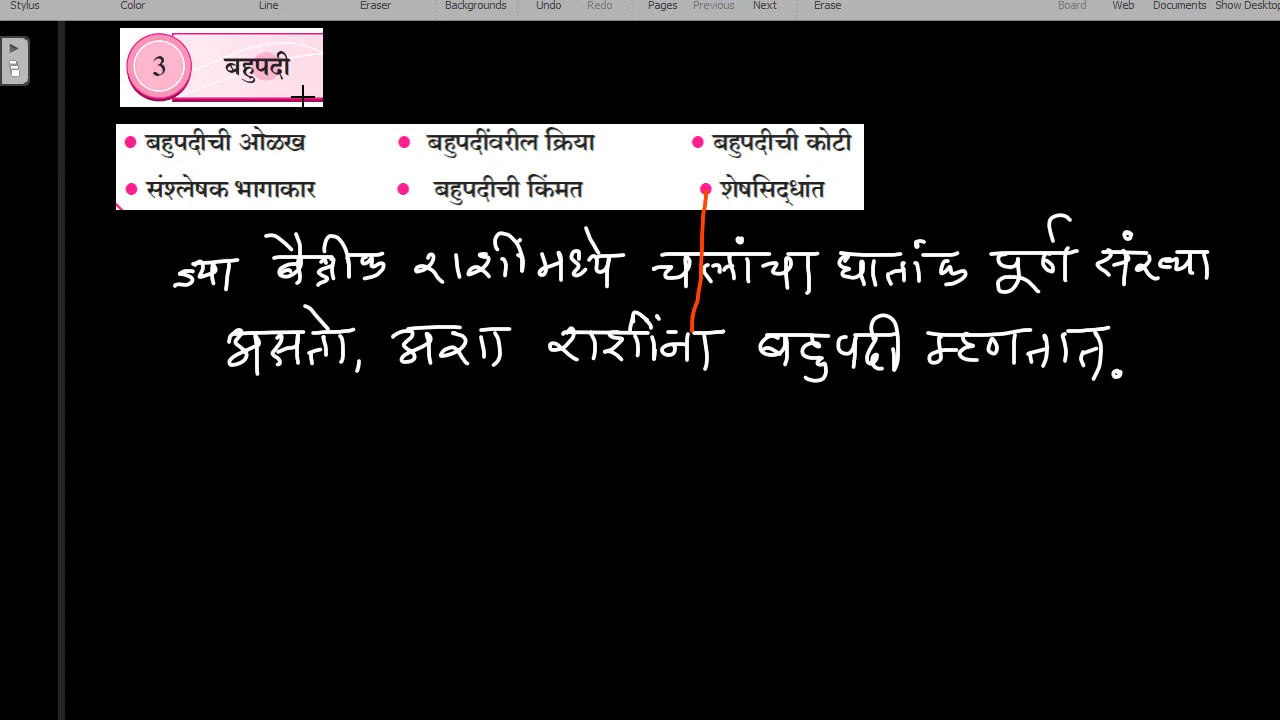 Stylus Color Line Eraser Backgrounds Undo Redo Pages Previous Next Erase Board Web Documents Show Desktop
3 बहुपदी
बहुपदीची ओळख बहुपदींवरील क्रिया बहुपदीची कोटी
संश्लेषक भागाकार बहुपदीची किंमत शेषसिद्धांत
ज्या बैजीक राशींमध्ये चलांचा घातांक पूर्ण संख्या
असतो, अशा राशींना बहुपदी म्हणतात.